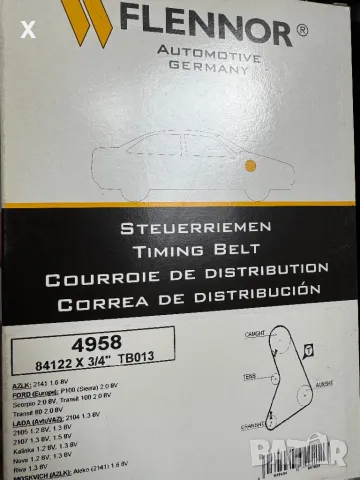 X
FLENNOR®
AUTOMOTIVE
GERMANY
STEUERRIEMEN
TIMING BELT
COURROIE DE DISTRIBUTION
CORREA DE DISTRIBUCIÓN
4958
84122 X 3/4" TB013
AZLK: 2141 1.6 8V
FORD (Europe): P100 (Sierra) 2.0 8V
Scorpio 2.0 8V, Transit 100 2.0 8V
Transit 80 2.0 8V
LADA (AvtoVAZ): 2104 1.3 8V
2105 1.2 8V, 1.3 8V
2107 1.3 8V, 1.5 8V
Kalinka 1.2 8V, 1.3 8V
Nova 1.2 8V, 1.3 8V
Riva 1.3 8V
MOSKVICH (AZLK): Aleko (2141) 1.6 8V
CAMSHT
TENS
AUXSHT
CRANKSHT
bazar